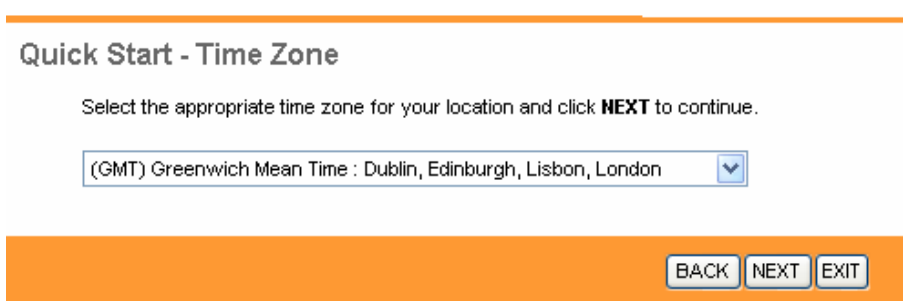 Quick Start - Time Zone
Select the appropriate time zone for your location and click NEXT to continue.
(GMT) Greenwich Mean Time : Dublin, Edinburgh, Lisbon, London
BACK NEXT EXIT